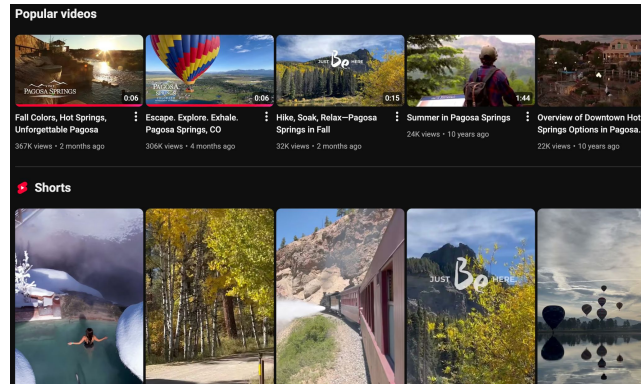 Popular videos
PAGOSA SPRINGS
0:06
PAGOSA
SPRINGS
0:06
JUST Be HERE
0:15
1:44
Fall Colors, Hot Springs,
Unforgettable Pagosa
367K views • 2 months ago
Escape. Explore. Exhale.
Pagosa Springs, CO
306K views • 4 months ago
Hike, Soak, Relax—Pagosa
Springs in Fall
32K views • 2 months ago
Summer in Pagosa Springs
24K views • 10 years ago
Overview of Downtown Hot
Springs Options in Pagosa
22K views • 10 years ago
Shorts
JUST Be HERE.